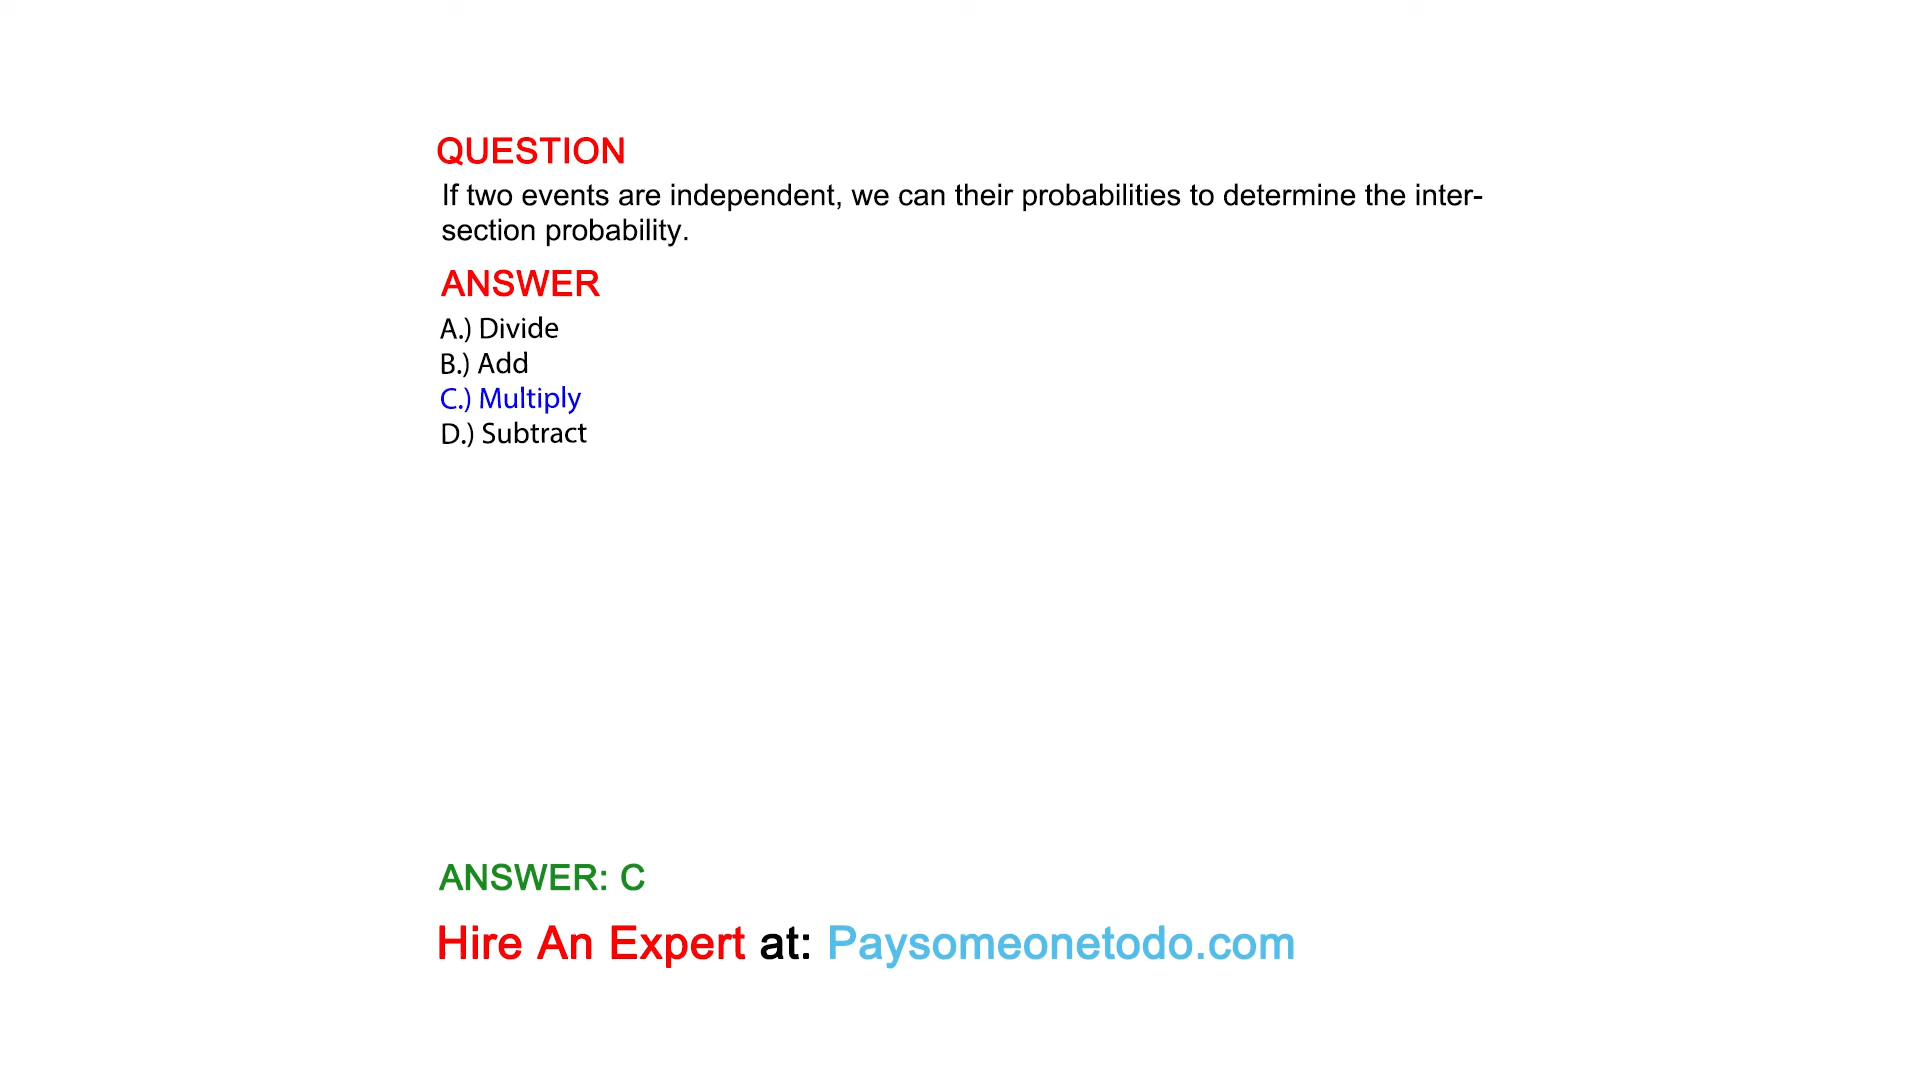 QUESTION
If two events are independent, we can their probabilities to determine the inter-
section probability.
ANSWER
A.) Divide
B.) Add
C.) Multiply
D.) Subtract
ANSWER: C
Hire An Expert at: Paysomeonetodo.com